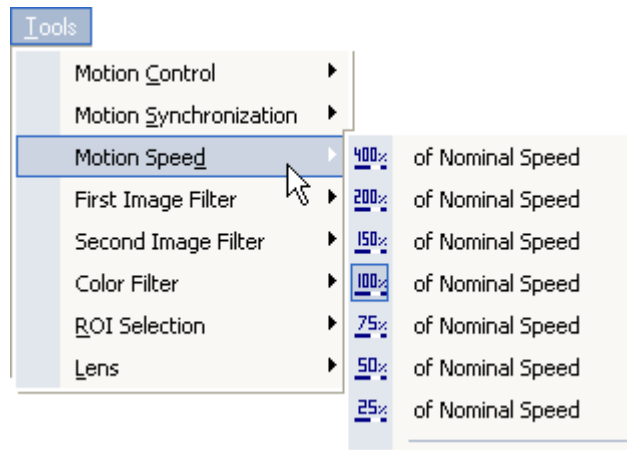 Tools
Motion Control
Motion Synchronization
Motion Speed
First Image Filter
Second Image Filter
Color Filter
ROI Selection
Lens
400% of Nominal Speed
200% of Nominal Speed
150% of Nominal Speed
100% of Nominal Speed
75% of Nominal Speed
50% of Nominal Speed
25% of Nominal Speed